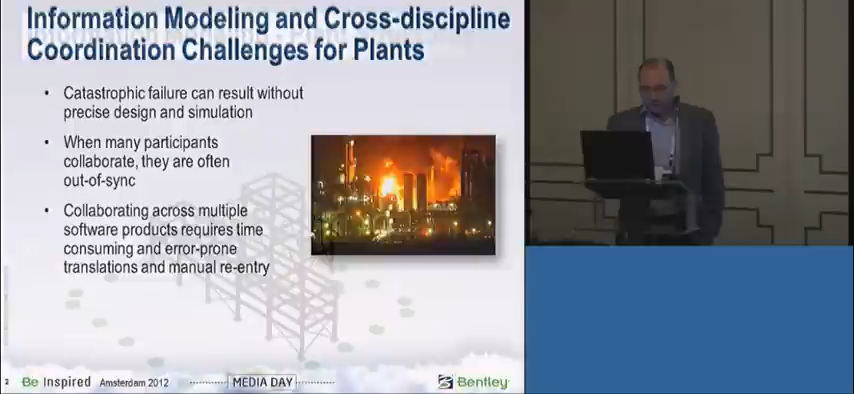 Information Modeling and Cross-discipline
Coordination Challenges for Plants
• Catastrophic failure can result without
precise design and simulation
• When many participants
collaborate, they are often
out-of-sync
• Collaborating across multiple
software products requires time
consuming and error-prone
translations and manual re-entry
2 Be Inspired Amsterdam 2012 MEDIA DAY Bentley